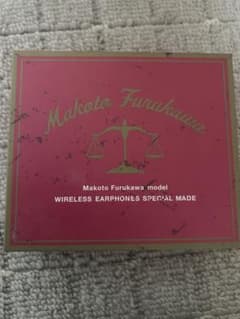 Makoto Furukawa
Makoto Furukawa model
WIRELESS EARPHONES SPECIAL MADE